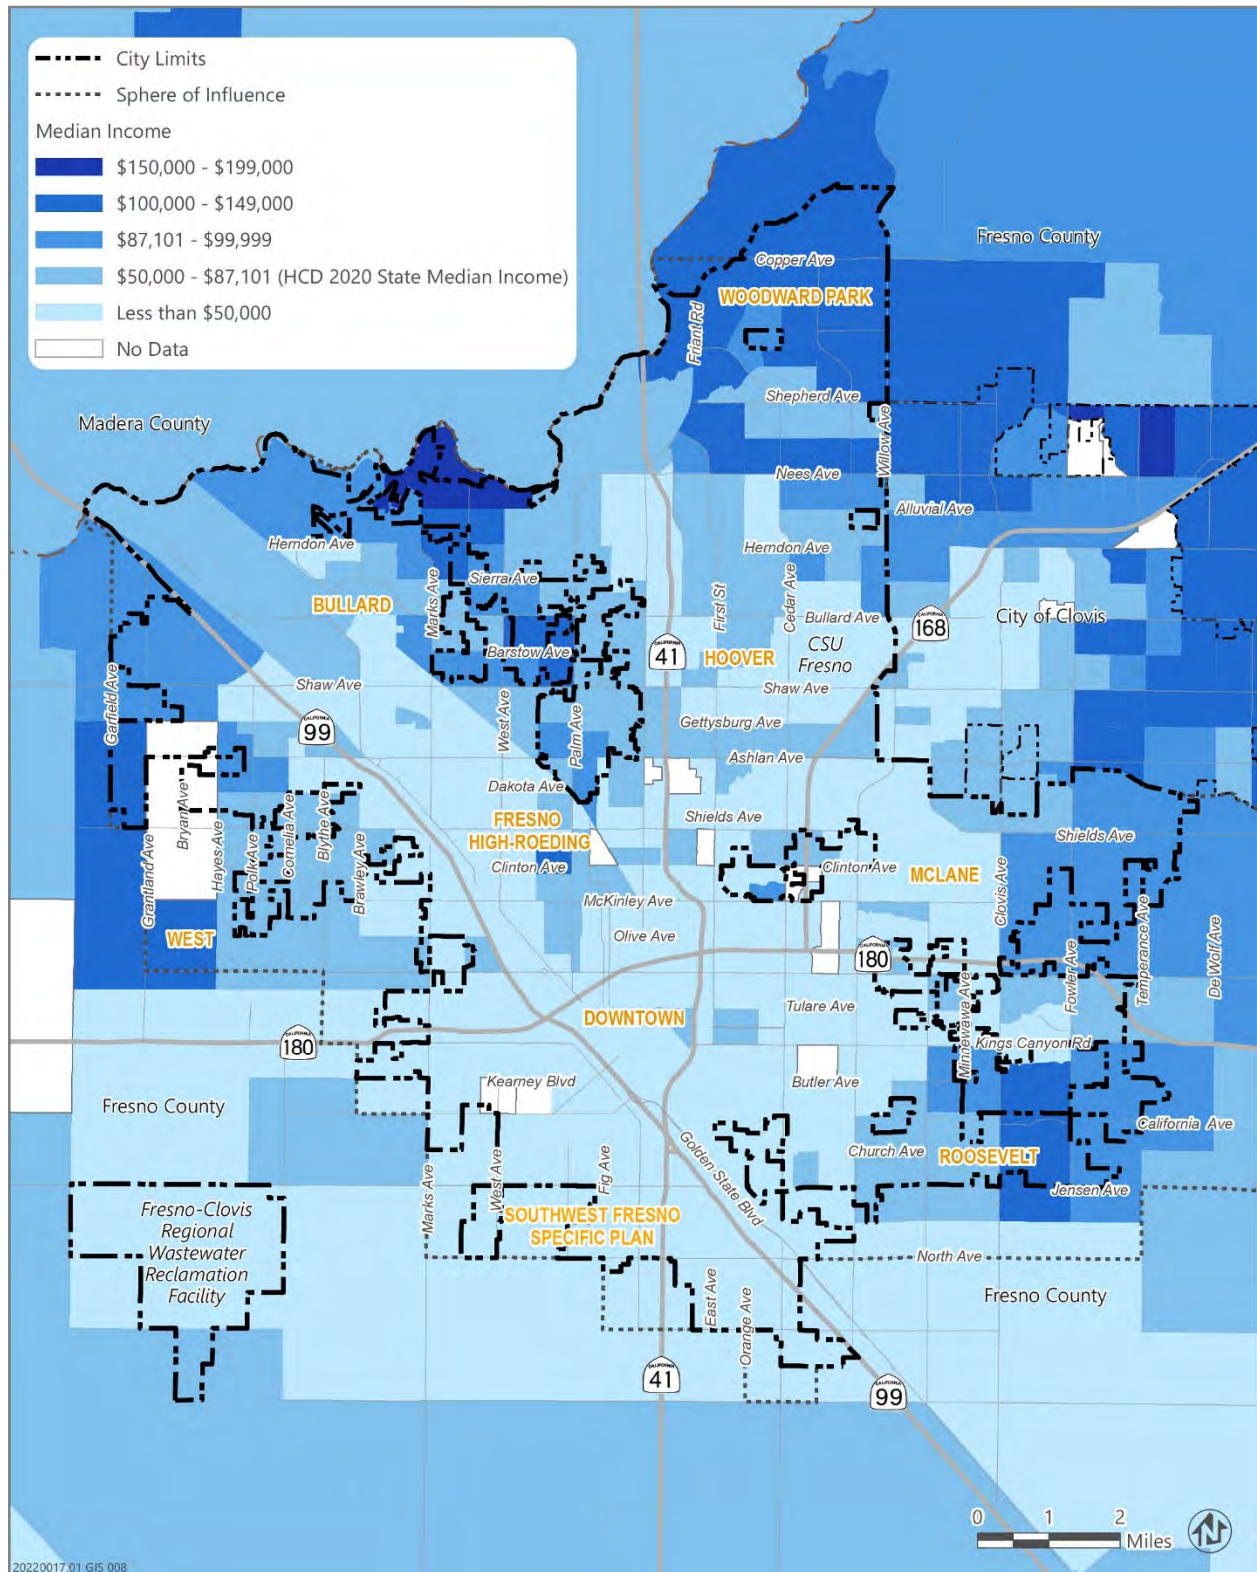 City Limits
Sphere of Influence
Median Income
$150,000 - $199,000
$100,000 - $149,000
$87,101 - $99,999
$50,000 - $87,101 (HCD 2020 State Median Income)
Less than $50,000
No Data
Fresno County
Copper Ave
WOODWARD PARK
Friant Rd
Shepherd Ave
Madera County
Willow Ave
Nees Ave
Alluvial Ave
Herndon Ave
Herndon Ave
Sierra Ave
BULLARD
Marks Ave
First St
Cedar Ave
Bullard Ave
CALIFORNIA
168
City of Clovis
Barstow Ave
CALIFORNIA
41
HOOVER
CSU
Fresno
Garfield Ave
Shaw Ave
Shaw Ave
CALIFORNIA
99
West Ave
Palm Ave
Gettysburg Ave
Ashlan Ave
Dakota Ave
Bryan Ave
Cornelia Ave
Blythe Ave
FRESNO
HIGH-ROEDING
Shields Ave
Shields Ave
Grantland Ave
Hayes Ave
Polk Ave
Brawley Ave
Clinton Ave
Clinton Ave
MCLANE
Clovis Ave
McKinley Ave
WEST
Olive Ave
CALIFORNIA
180
Fowler Ave
Temperance Ave
De Wolf Ave
DOWNTOWN
Tulare Ave
Minnewawa Ave
CALIFORNIA
180
Kings Canyon Rd
Kearney Blvd
Butler Ave
Fresno County
California Ave
Golden State Blvd
Church Ave
ROOSEVELT
Marks Ave
West Ave
Fig Ave
Jensen Ave
Fresno-Clovis
Regional
Wastewater
Reclamation
Facility
SOUTHWEST FRESNO
SPECIFIC PLAN
North Ave
East Ave
Orange Ave
Fresno County
CALIFORNIA
41
CALIFORNIA
99
0 1 2
Miles
N
20220017.01 GIS 008